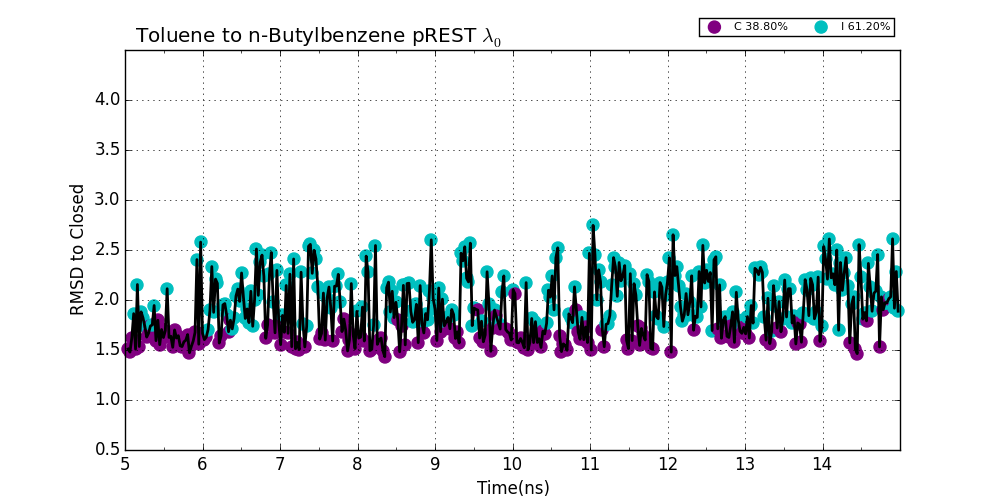 Toluene to n-Butylbenzene pREST λ₀
C 38.80% I 61.20%
4.0
3.5
3.0
2.5
2.0
1.5
1.0
0.5
RMSD to Closed
5 6 7 8 9 10 11 12 13 14
Time(ns)